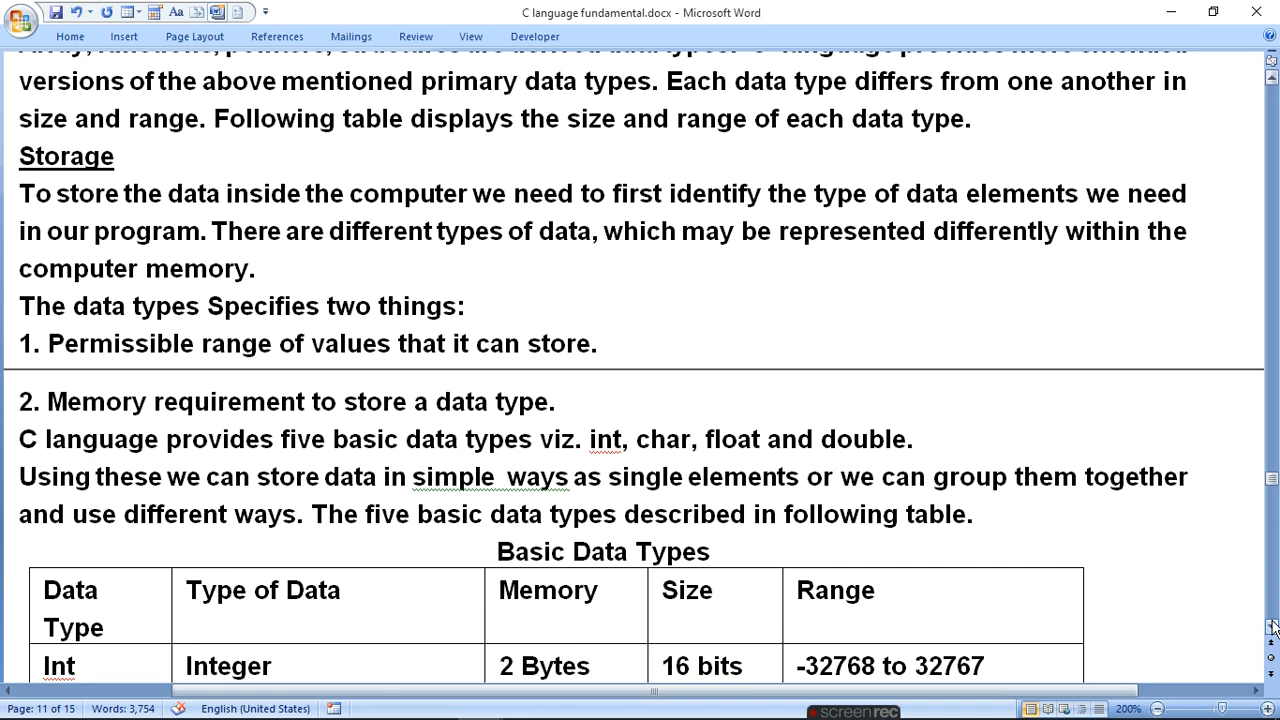 C language fundamental.docx - Microsoft Word
Home Insert Page Layout References Mailings Review View Developer
versions of the above mentioned primary data types. Each data type differs from one another in
size and range. Following table displays the size and range of each data type.
Storage
To store the data inside the computer we need to first identify the type of data elements we need
in our program. There are different types of data, which may be represented differently within the
computer memory.
The data types Specifies two things:
1. Permissible range of values that it can store.
2. Memory requirement to store a data type.
C language provides five basic data types viz. int, char, float and double.
Using these we can store data in simple ways as single elements or we can group them together
and use different ways. The five basic data types described in following table.
Basic Data Types
Data Type of Data Memory Size Range
Type
Int Integer 2 Bytes 16 bits -32768 to 32767
Page: 11 of 15 Words: 3,754 English (United States) 200%
screenrec